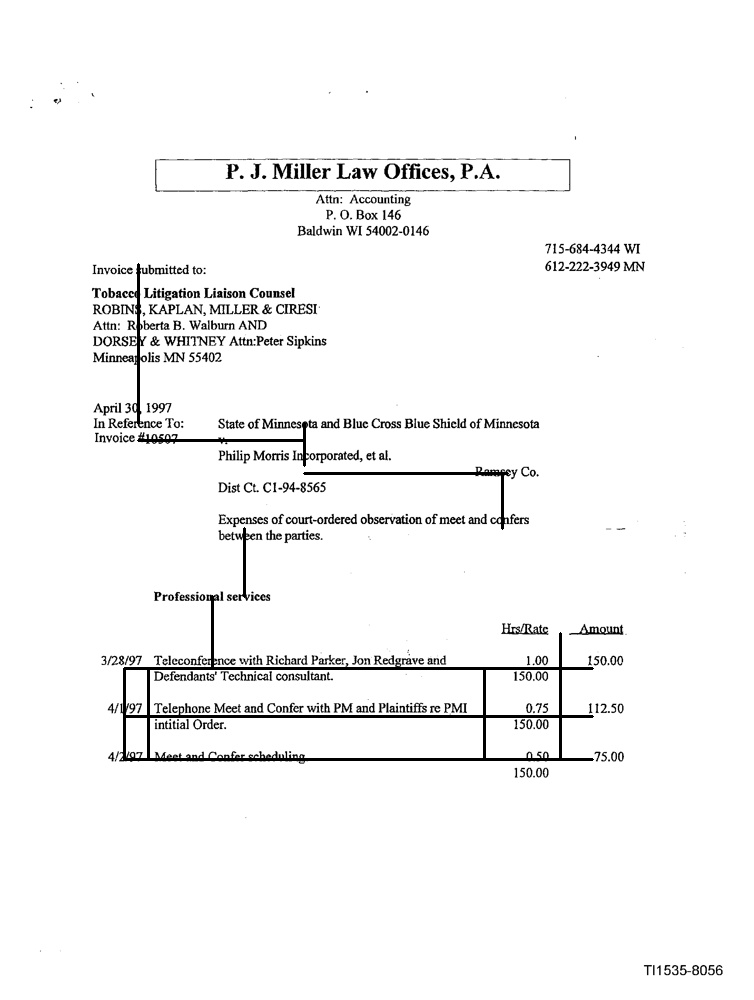 P. J. Miller Law Offices, P.A.
Attn: Accounting
P. O. Box 146
Baldwin WI 54002-0146
715-684-4344 WI
612-222-3949 MN
Invoice submitted to:
Tobacco Litigation Liaison Counsel
ROBINS, KAPLAN, MILLER & CIRESI
Attn: Roberta B. Walburn AND
DORSEY & WHITNEY Attn:Peter Sipkins
Minneapolis MN 55402
April 30, 1997
In Reference To: State of Minnesota and Blue Cross Blue Shield of Minnesota
Invoice #10507 v.
Philip Morris Incorporated, et al.
Ramsey Co.
Dist Ct. C1-94-8565
Expenses of court-ordered observation of meet and confers
between the parties.
Professional services
Hrs/Rate Amount
3/28/97 Teleconference with Richard Parker, Jon Redgrave and 1.00 150.00
Defendants' Technical consultant. 150.00
4/1/97 Telephone Meet and Confer with PM and Plaintiffs re PMI 0.75 112.50
intitial Order. 150.00
4/2/97 Meet and Confer scheduling 0.50 75.00
150.00
TI1535-8056